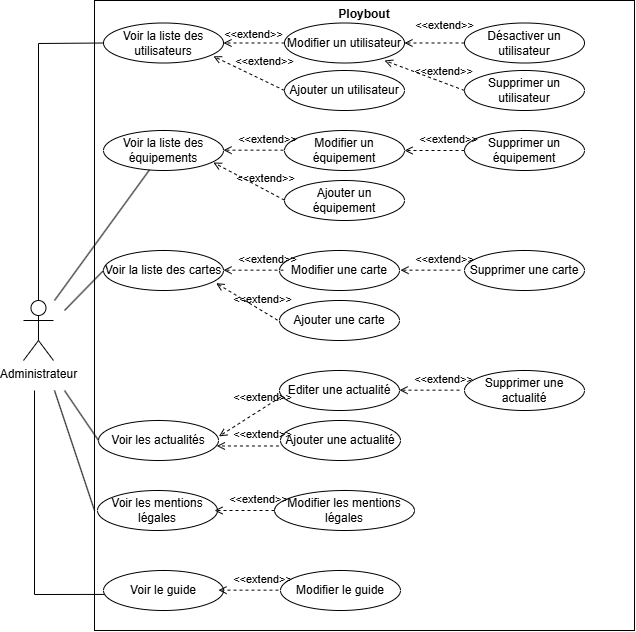 Ploybout
Voir la liste des
utilisateurs
<<extend>>
Modifier un utilisateur
<<extend>>
Désactiver un
utilisateur
<<extend>>
Ajouter un utilisateur
<<extend>>
Supprimer un
utilisateur
Voir la liste des
équipements
<<extend>>
Modifier un
équipement
<<extend>>
Supprimer un
équipement
<<extend>>
Ajouter un
équipement
Voir la liste des cartes
<<extend>>
Modifier une carte
<<extend>>
Supprimer une carte
<<extend>>
Ajouter une carte
Administrateur
Editer une actualité
<<extend>>
Supprimer une
actualité
<<extend>>
Voir les actualités
<<extend>>
Ajouter une actualité
Voir les mentions
légales
<<extend>>
Modifier les mentions
légales
Voir le guide
<<extend>>
Modifier le guide